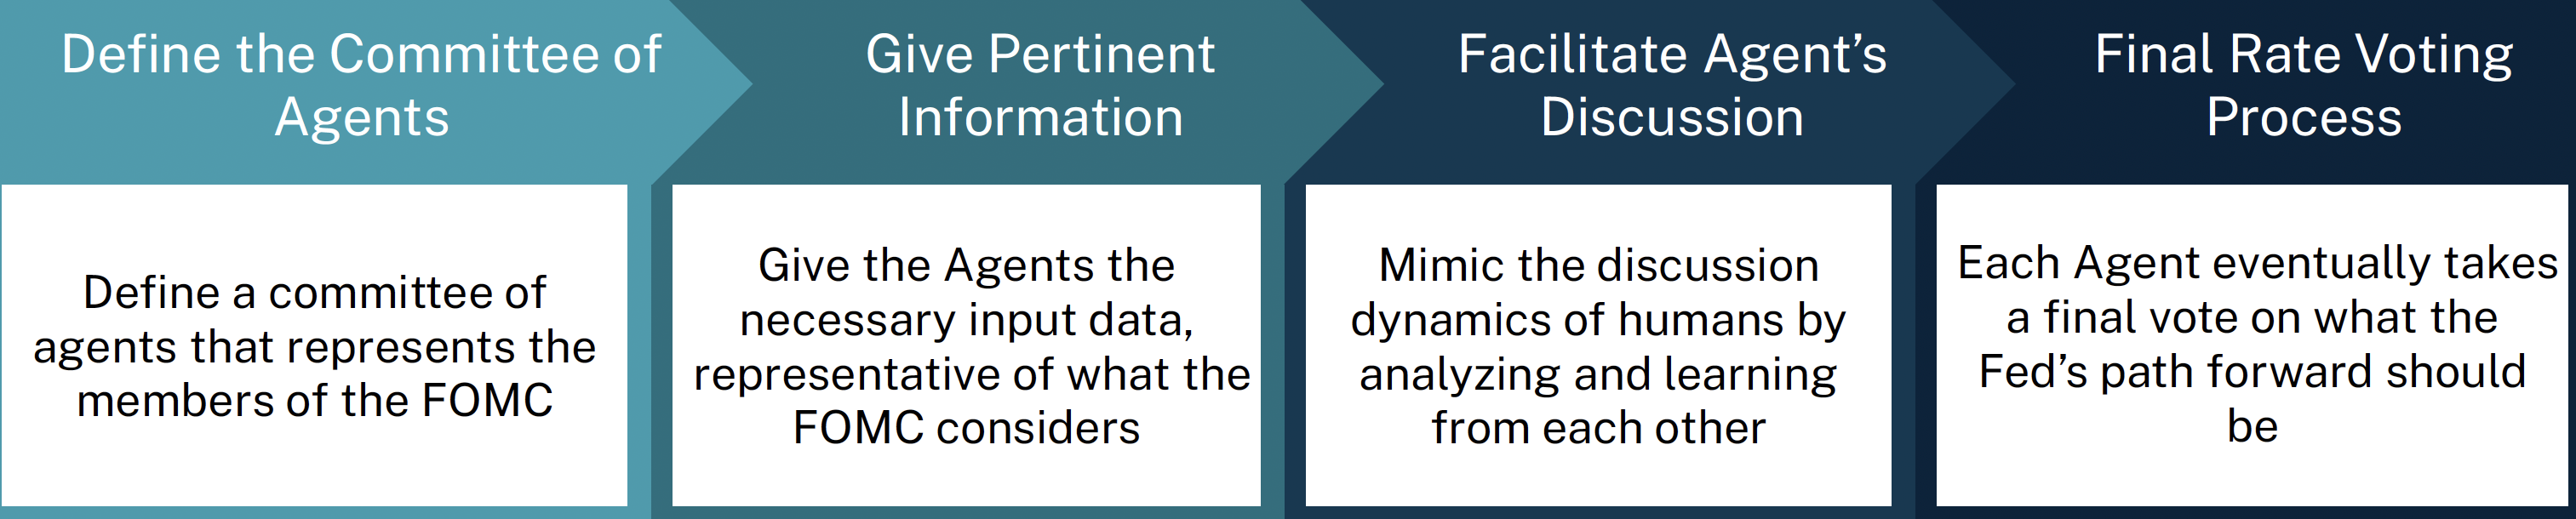 Define the Committee of
Agents
Give Pertinent
Information
Facilitate Agent’s
Discussion
Final Rate Voting
Process
Define a committee of
agents that represents the
members of the FOMC
Give the Agents the
necessary input data,
representative of what the
FOMC considers
Mimic the discussion
dynamics of humans by
analyzing and learning
from each other
Each Agent eventually takes
a final vote on what the
Fed’s path forward should
be